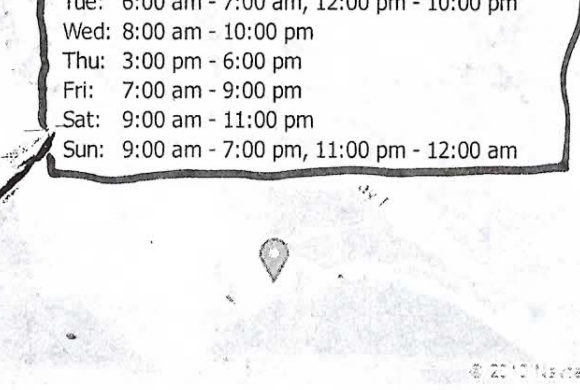 Tue: 6:00 am - 7:00 am, 12:00 pm - 10:00 pm
Wed: 8:00 am - 10:00 pm
Thu: 3:00 pm - 6:00 pm
Fri: 7:00 am - 9:00 pm
Sat: 9:00 am - 11:00 pm
Sun: 9:00 am - 7:00 pm, 11:00 pm - 12:00 am